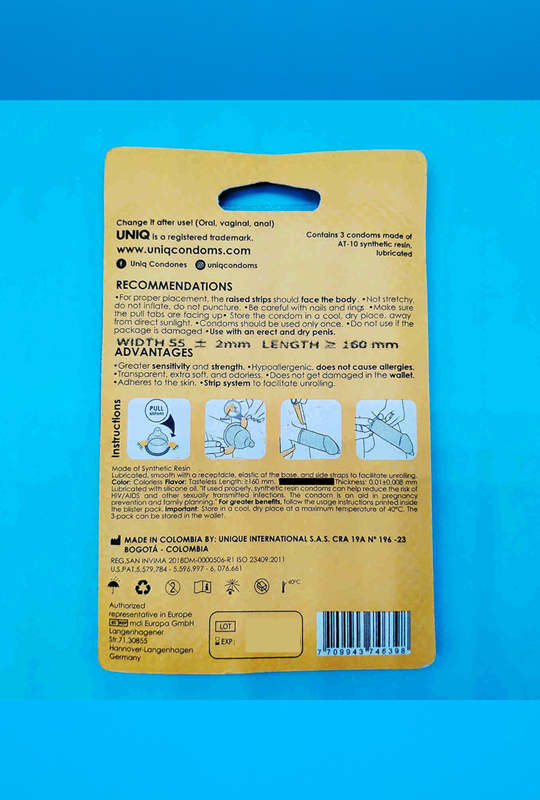 Change it after use! (Oral, vaginal, anal)
UNIQ is a registered trademark.
www.uniqcondoms.com
Uniq Condones uniqcondoms
Contains 3 condoms made of
AT-10 synthetic resin,
lubricated
RECOMMENDATIONS
•For proper placement, the raised strips should face the body. •Not stretchy,
do not inflate, do not puncture. •Be careful with nails and rings •Make sure
the pull tabs are facing up• Store the condom in a cool, dry place, away
from direct sunlight. •Condoms should be used only once. •Do not use if the
package is damaged •Use with an erect and dry penis.
WIDTH 55 ± 2mm LENGTH ≥ 160 mm
ADVANTAGES
•Greater sensitivity and strength. •Hypoallergenic, does not cause allergies.
•Transparent, extra soft, and odorless. •Does not get damaged in the wallet.
•Adheres to the skin. •Strip system to facilitate unrolling.
Instructions
PULL
Made of Synthetic Resin
Lubricated, smooth with a receptacle, elastic at the base, and side straps to facilitate unrolling.
Color: Colorless Flavor: Tasteless Length: ≥160 mm. Thickness: 0.01±0.008 mm
Lubricated with silicone oil. "If used properly, synthetic resin condoms can help reduce the risk of
HIV/AIDS and other sexually transmitted infections. The condom is an aid in pregnancy
prevention and family planning." For greater benefits, follow the usage instructions printed inside
the blister pack. Important: Store in a cool, dry place at a maximum temperature of 40°C. The
3-pack can be stored in the wallet.
MADE IN COLOMBIA BY: UNIQUE INTERNATIONAL S.A.S. CRA 19A N° 196 -23
BOGOTÁ - COLOMBIA
REG.SAN INVIMA 2018DM-0000506-R1 ISO 23409:2011
U.S.PAT.5,579,784 - 5.596.997 - 6, 076,661
2 40°C
Authorized
representative in Europe
EC REP mdi Europa GmbH
Langenhagener
Str.71,30855
Hannover-Langenhagen
Germany
LOT
EXP:
7 709943 746398